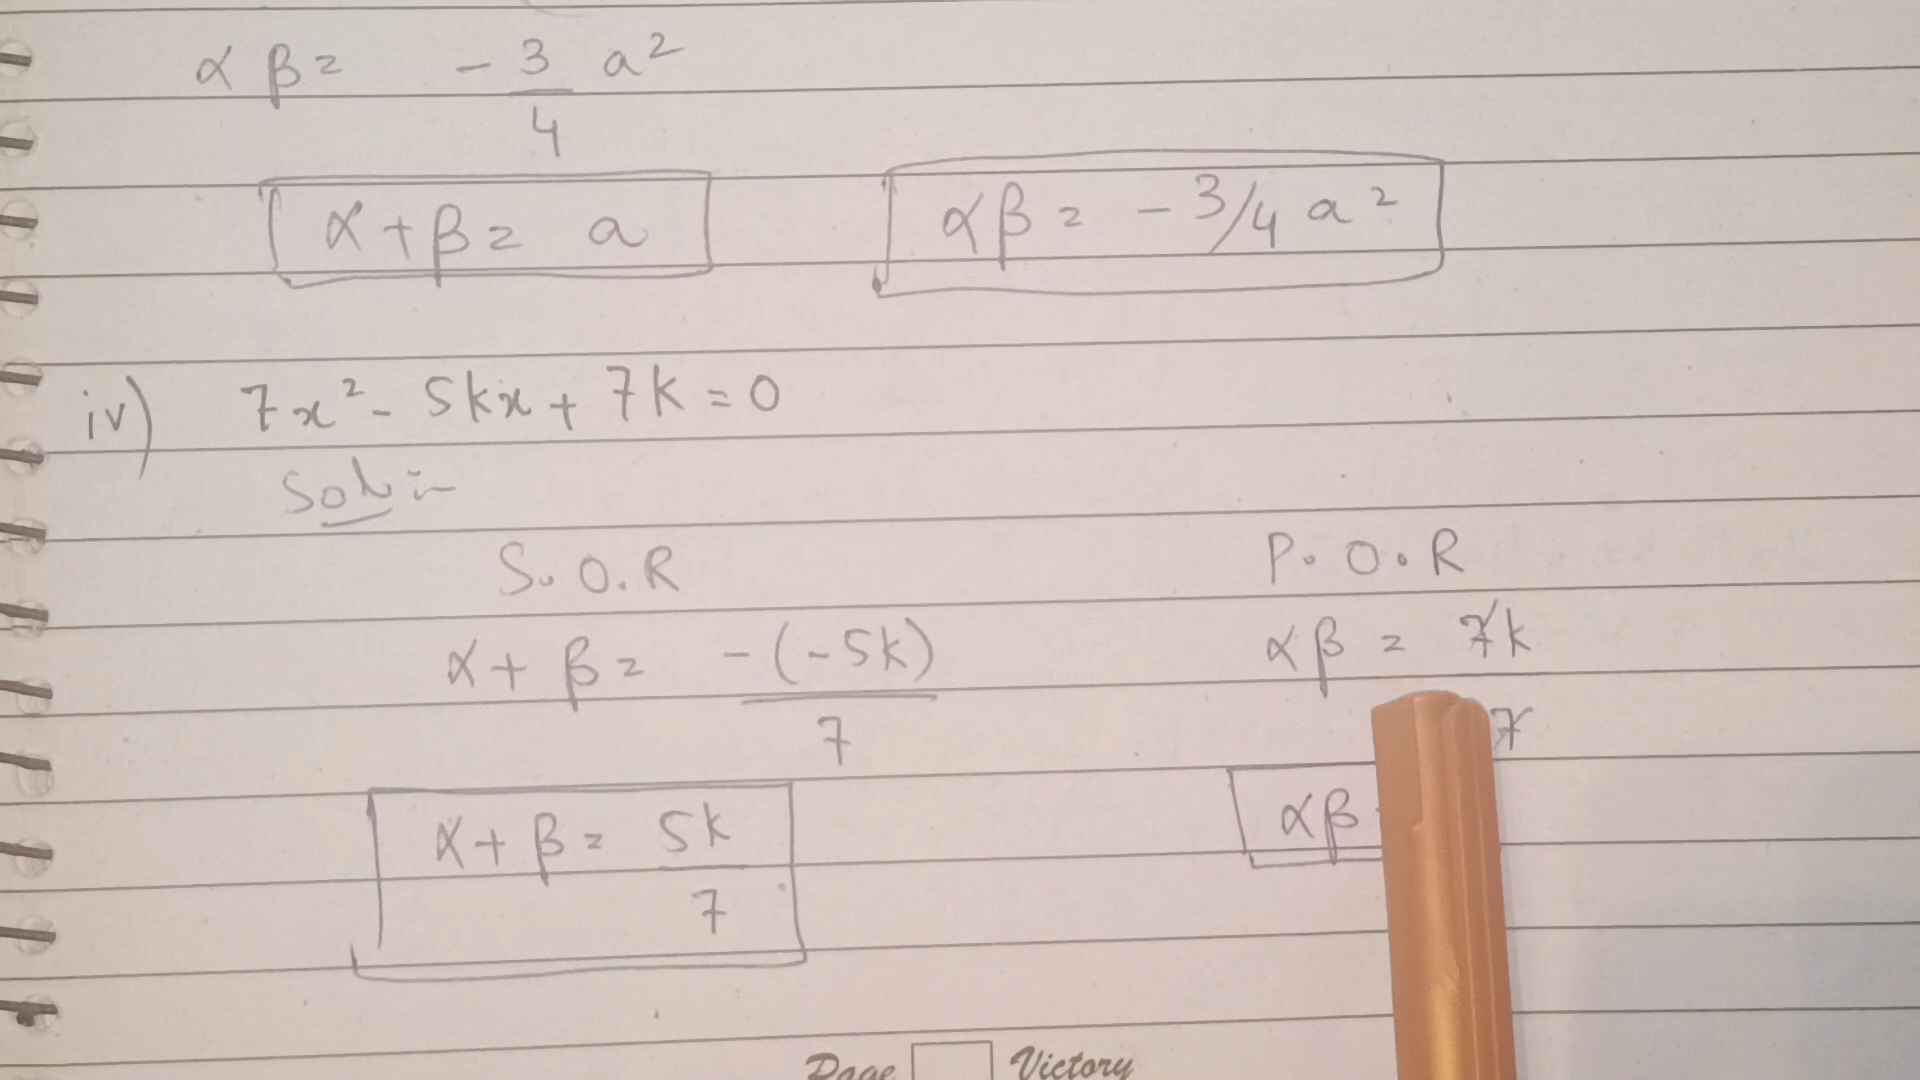 αβ = - 3/4 a²
α + β = a
αβ = - 3/4 a²
iv) 7x² - 5kx + 7k = 0
Sol:-
S.O.R
P.O.R
α + β = -(-5k)/7
αβ = 7k/7
α + β = 5k/7
αβ
Page
Victory